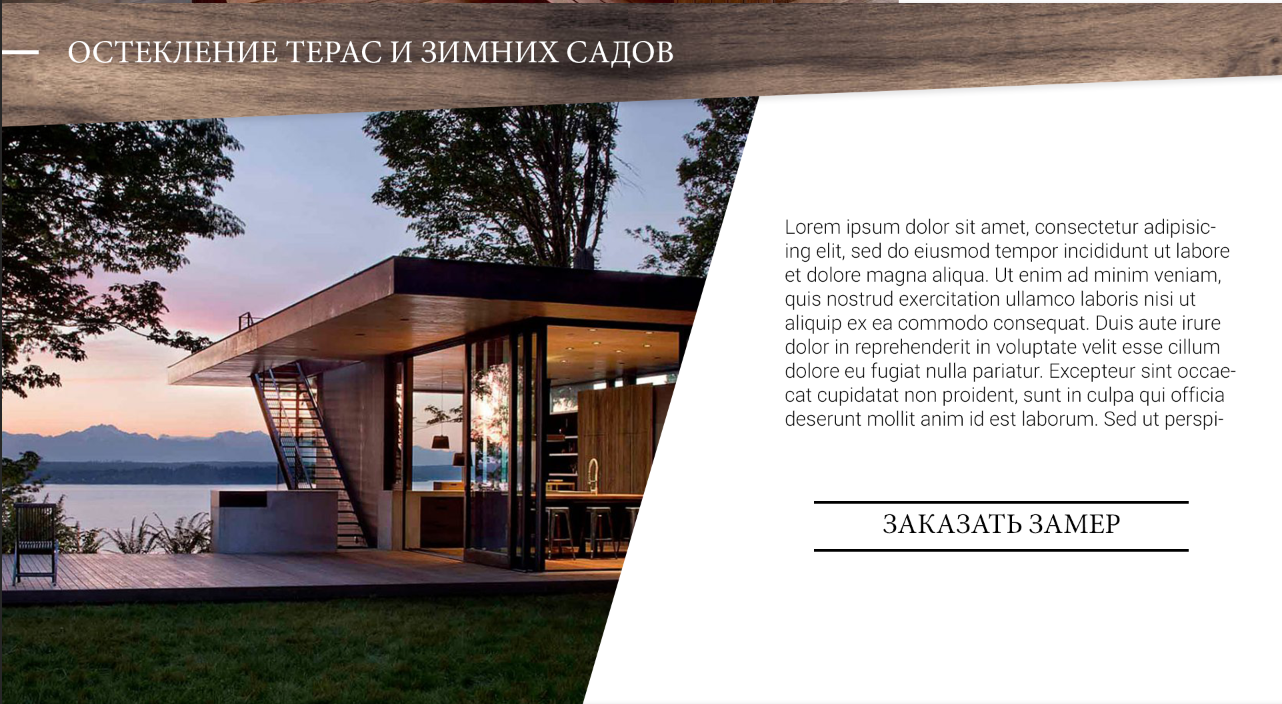 ОСТЕКЛЕНИЕ ТЕРАС И ЗИМНИХ САДОВ
Lorem ipsum dolor sit amet, consectetur adipisic-
ing elit, sed do eiusmod tempor incididunt ut labore
et dolore magna aliqua. Ut enim ad minim veniam,
quis nostrud exercitation ullamco laboris nisi ut
aliquip ex ea commodo consequat. Duis aute irure
dolor in reprehenderit in voluptate velit esse cillum
dolore eu fugiat nulla pariatur. Excepteur sint occae-
cat cupidatat non proident, sunt in culpa qui officia
deserunt mollit anim id est laborum. Sed ut perspi-
ЗАКАЗАТЬ ЗАМЕР